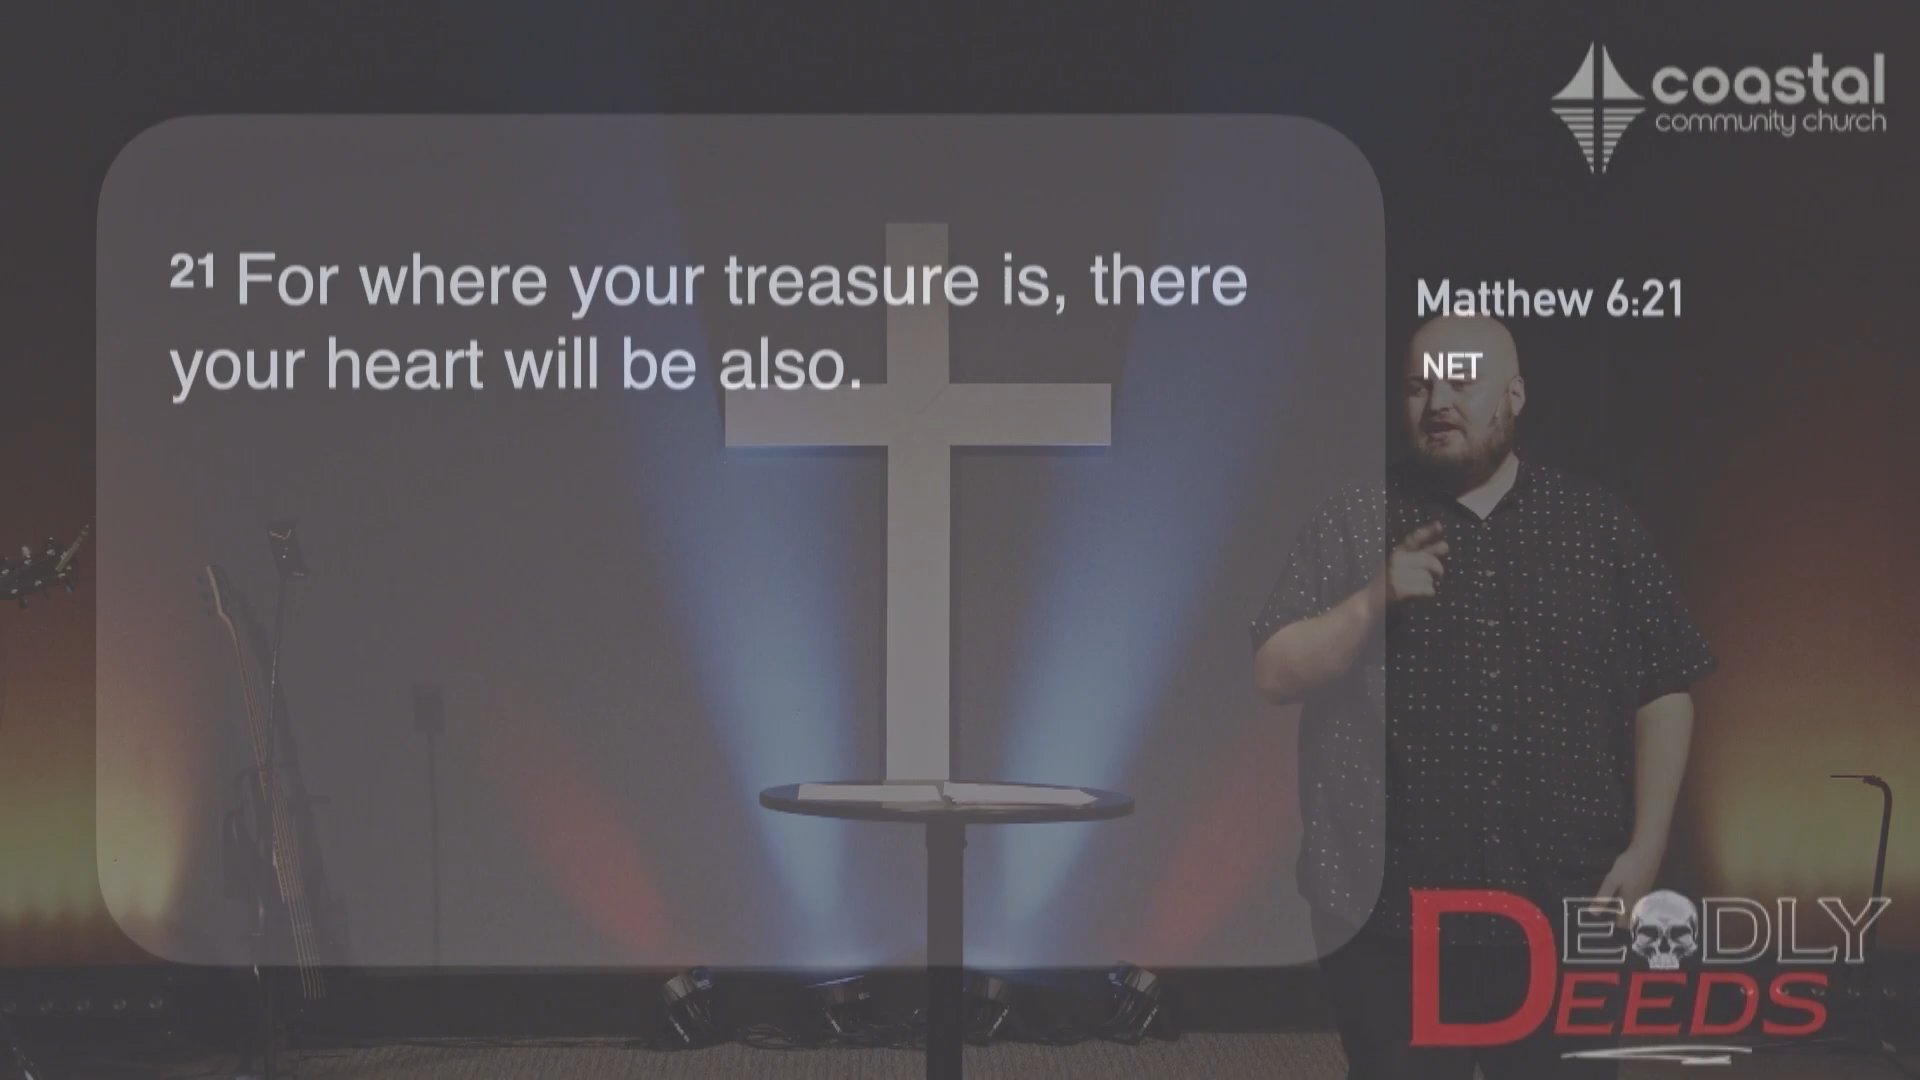 coastal
community church
21 For where your treasure is, there
your heart will be also.
Matthew 6:21
NET
DEADLY
DEEDS